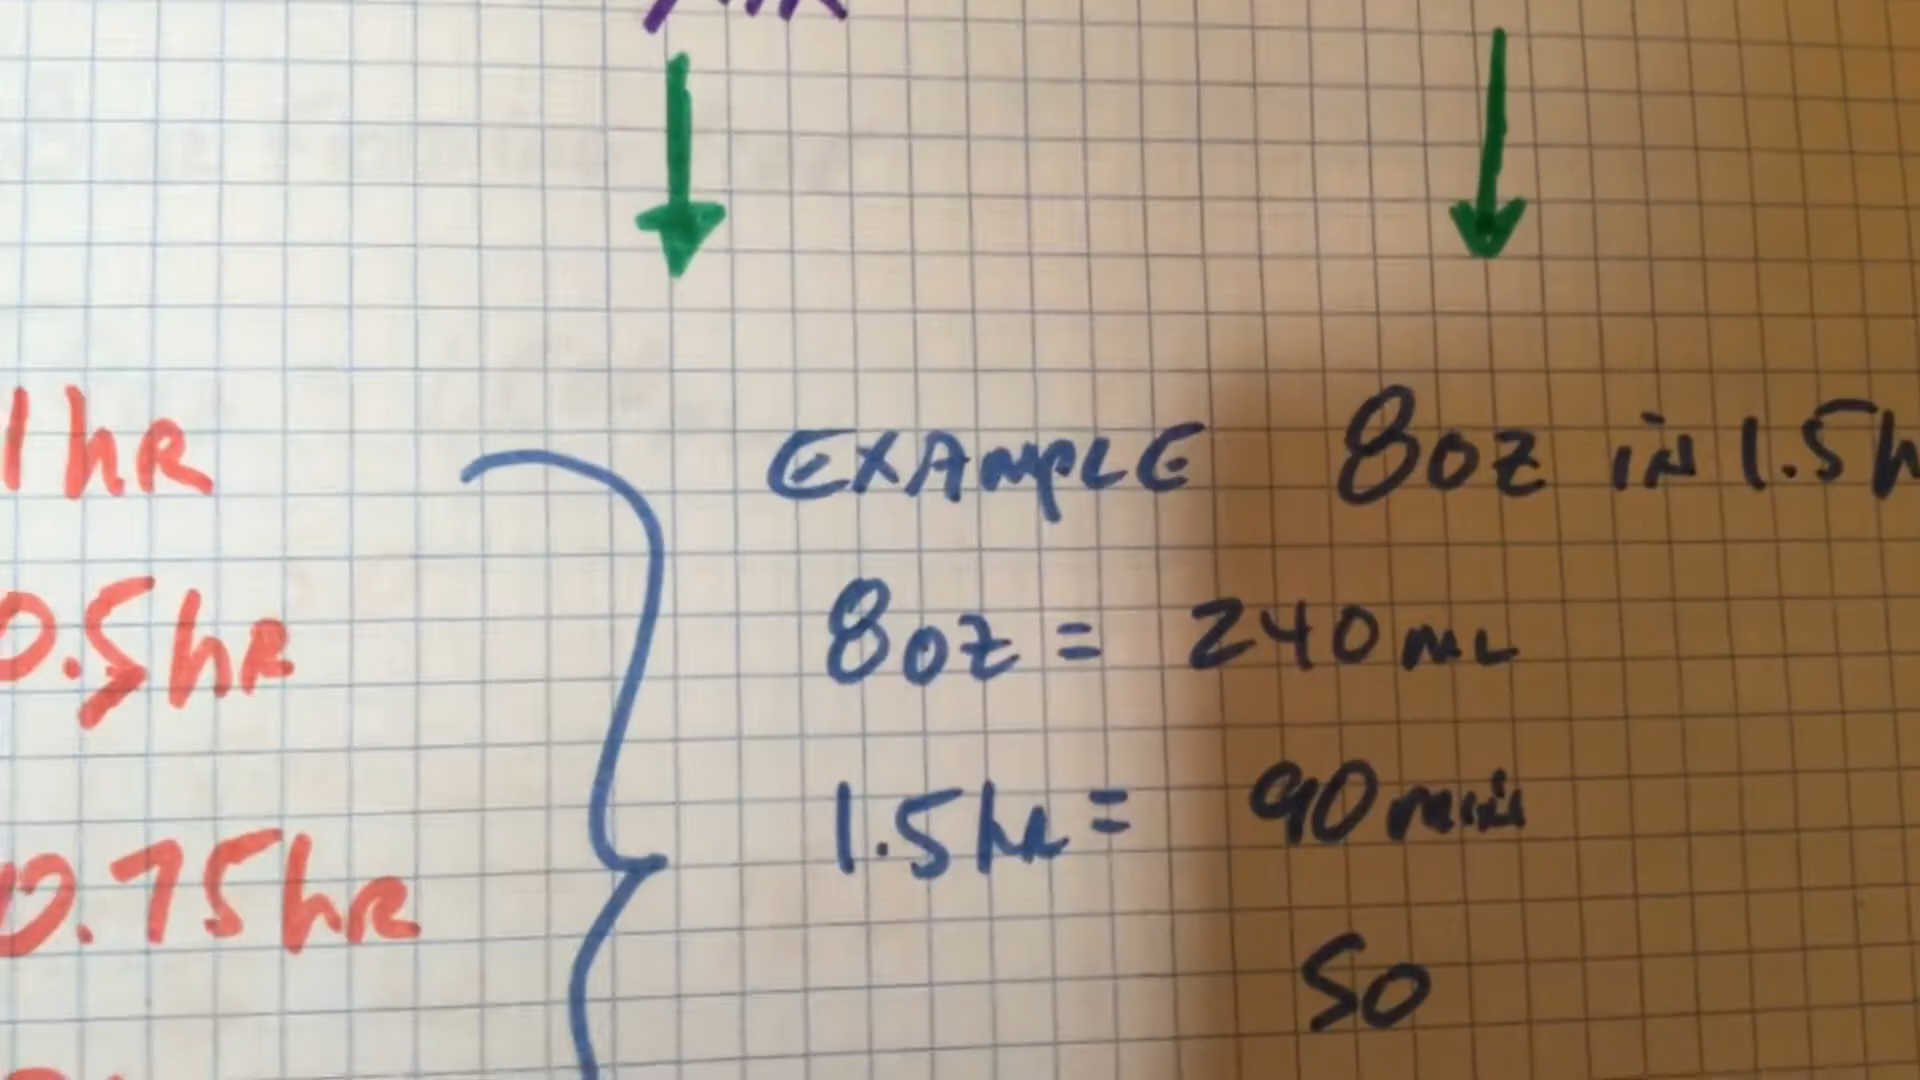 1hR
EXAMPLE 8oz in 1.5h
0.5hR
8oz = 240mL
0.75hR
1.5hR = 90min
SO